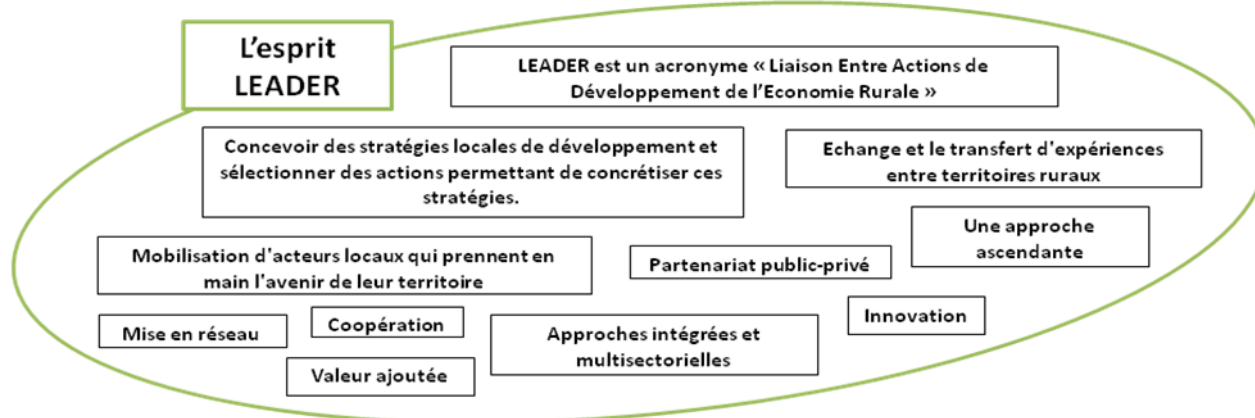 L'esprit
LEADER
LEADER est un acronyme « Liaison Entre Actions de
Développement de l'Economie Rurale »
Concevoir des stratégies locales de développement et
sélectionner des actions permettant de concrétiser ces
stratégies.
Echange et le transfert d'expériences
entre territoires ruraux
Une approche
ascendante
Mobilisation d'acteurs locaux qui prennent en
main l'avenir de leur territoire
Partenariat public-privé
Innovation
Mise en réseau
Coopération
Approches intégrées et
multisectorielles
Valeur ajoutée